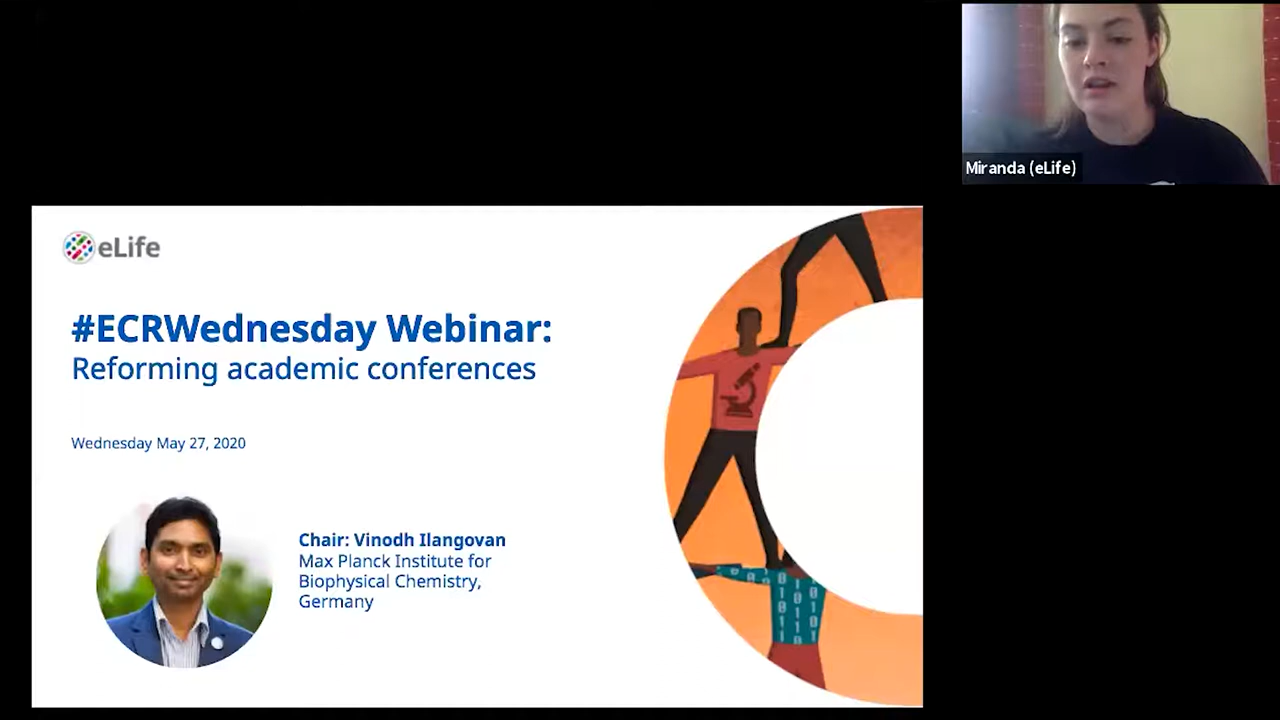 Miranda (eLife)
eLife
#ECRWednesday Webinar:
Reforming academic conferences
Wednesday May 27, 2020
Chair: Vinodh Ilangovan
Max Planck Institute for
Biophysical Chemistry,
Germany